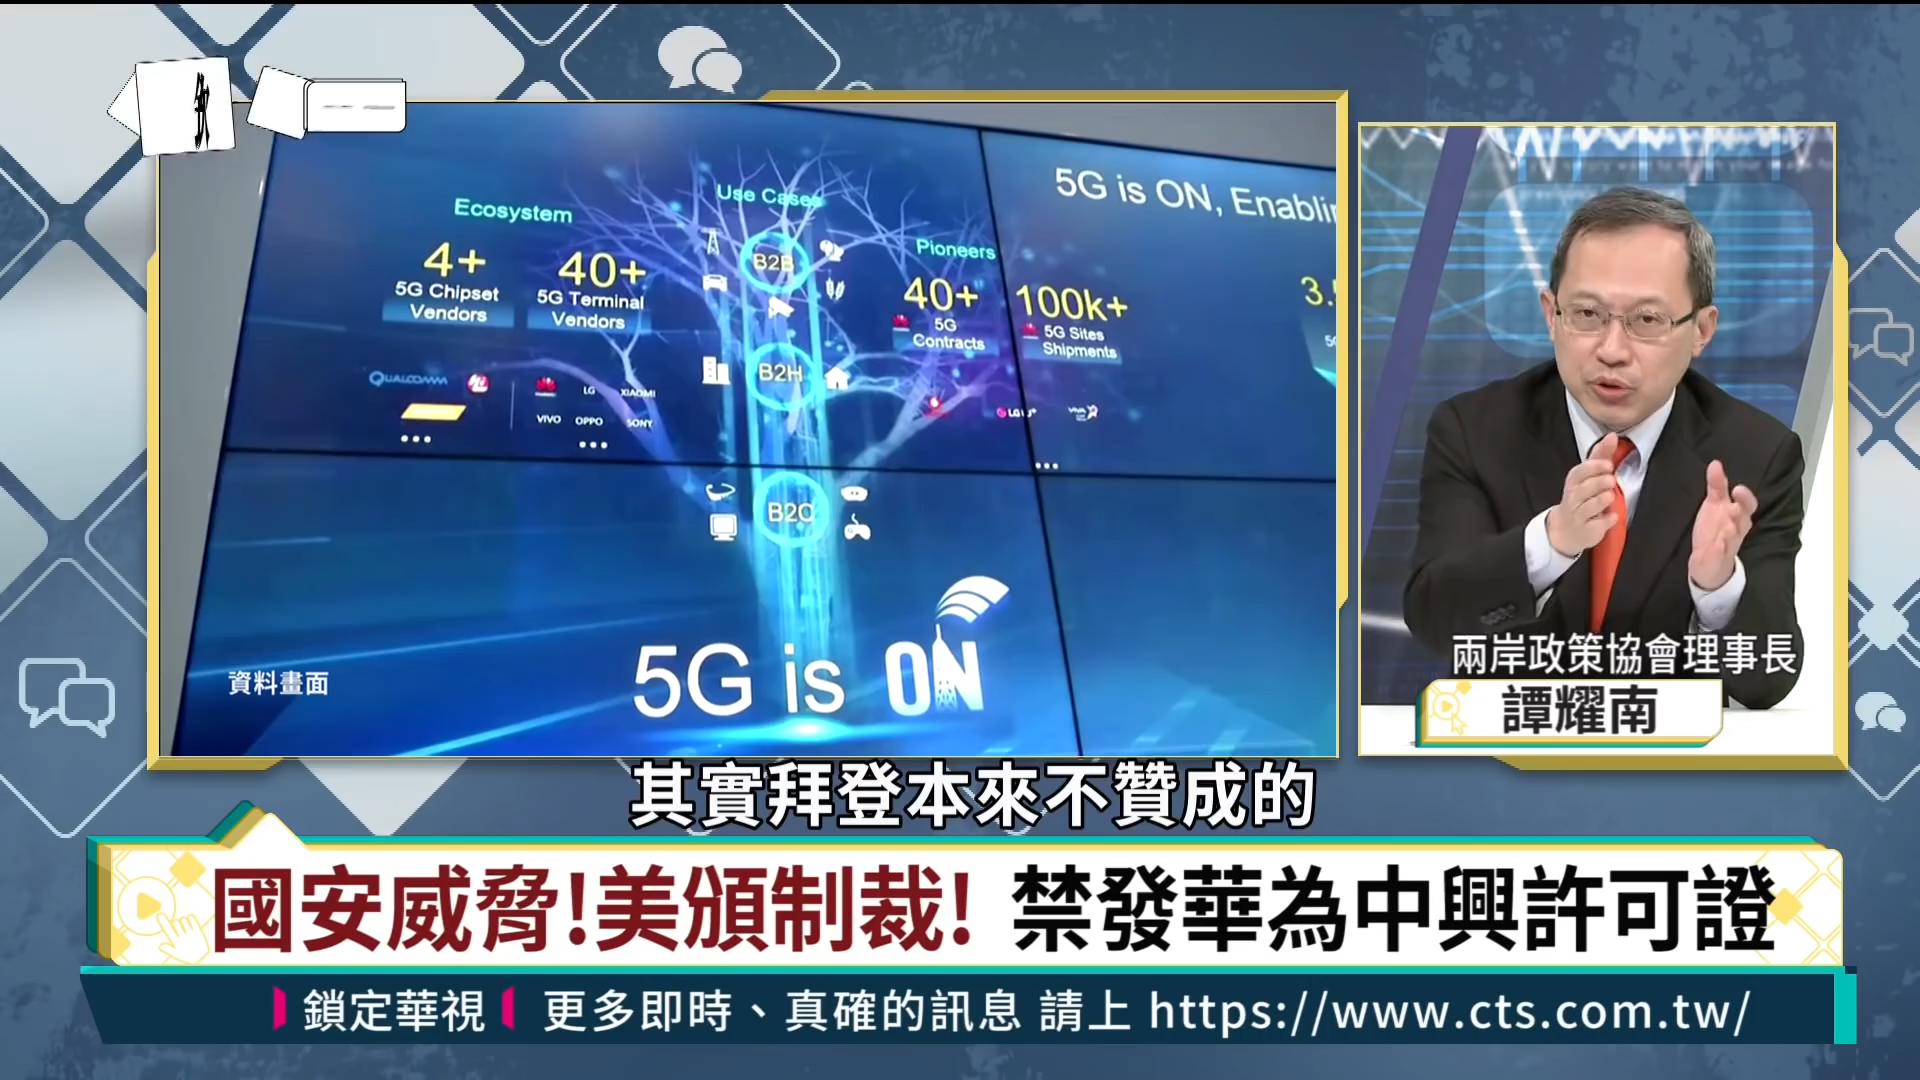 Ecosystem
4+
5G Chipset
Vendors
40+
5G Terminal
Vendors
Use Cases
B2B
B2H
B2C
Pioneers
40+
5G
Contracts
100k+
5G Sites
Shipments
5G is ON, Enablin
3.
QUALCOMM
HUAWEI
LG
XIAOMI
VIVO
OPPO
SONY
LG U+
VIVA
5G is ON
資料畫面
兩岸政策協會理事長
譚耀南
其實拜登本來不贊成的
國安威脅!美頒制裁! 禁發華為中興許可證
鎖定華視 更多即時、真確的訊息 請上 https://www.cts.com.tw/